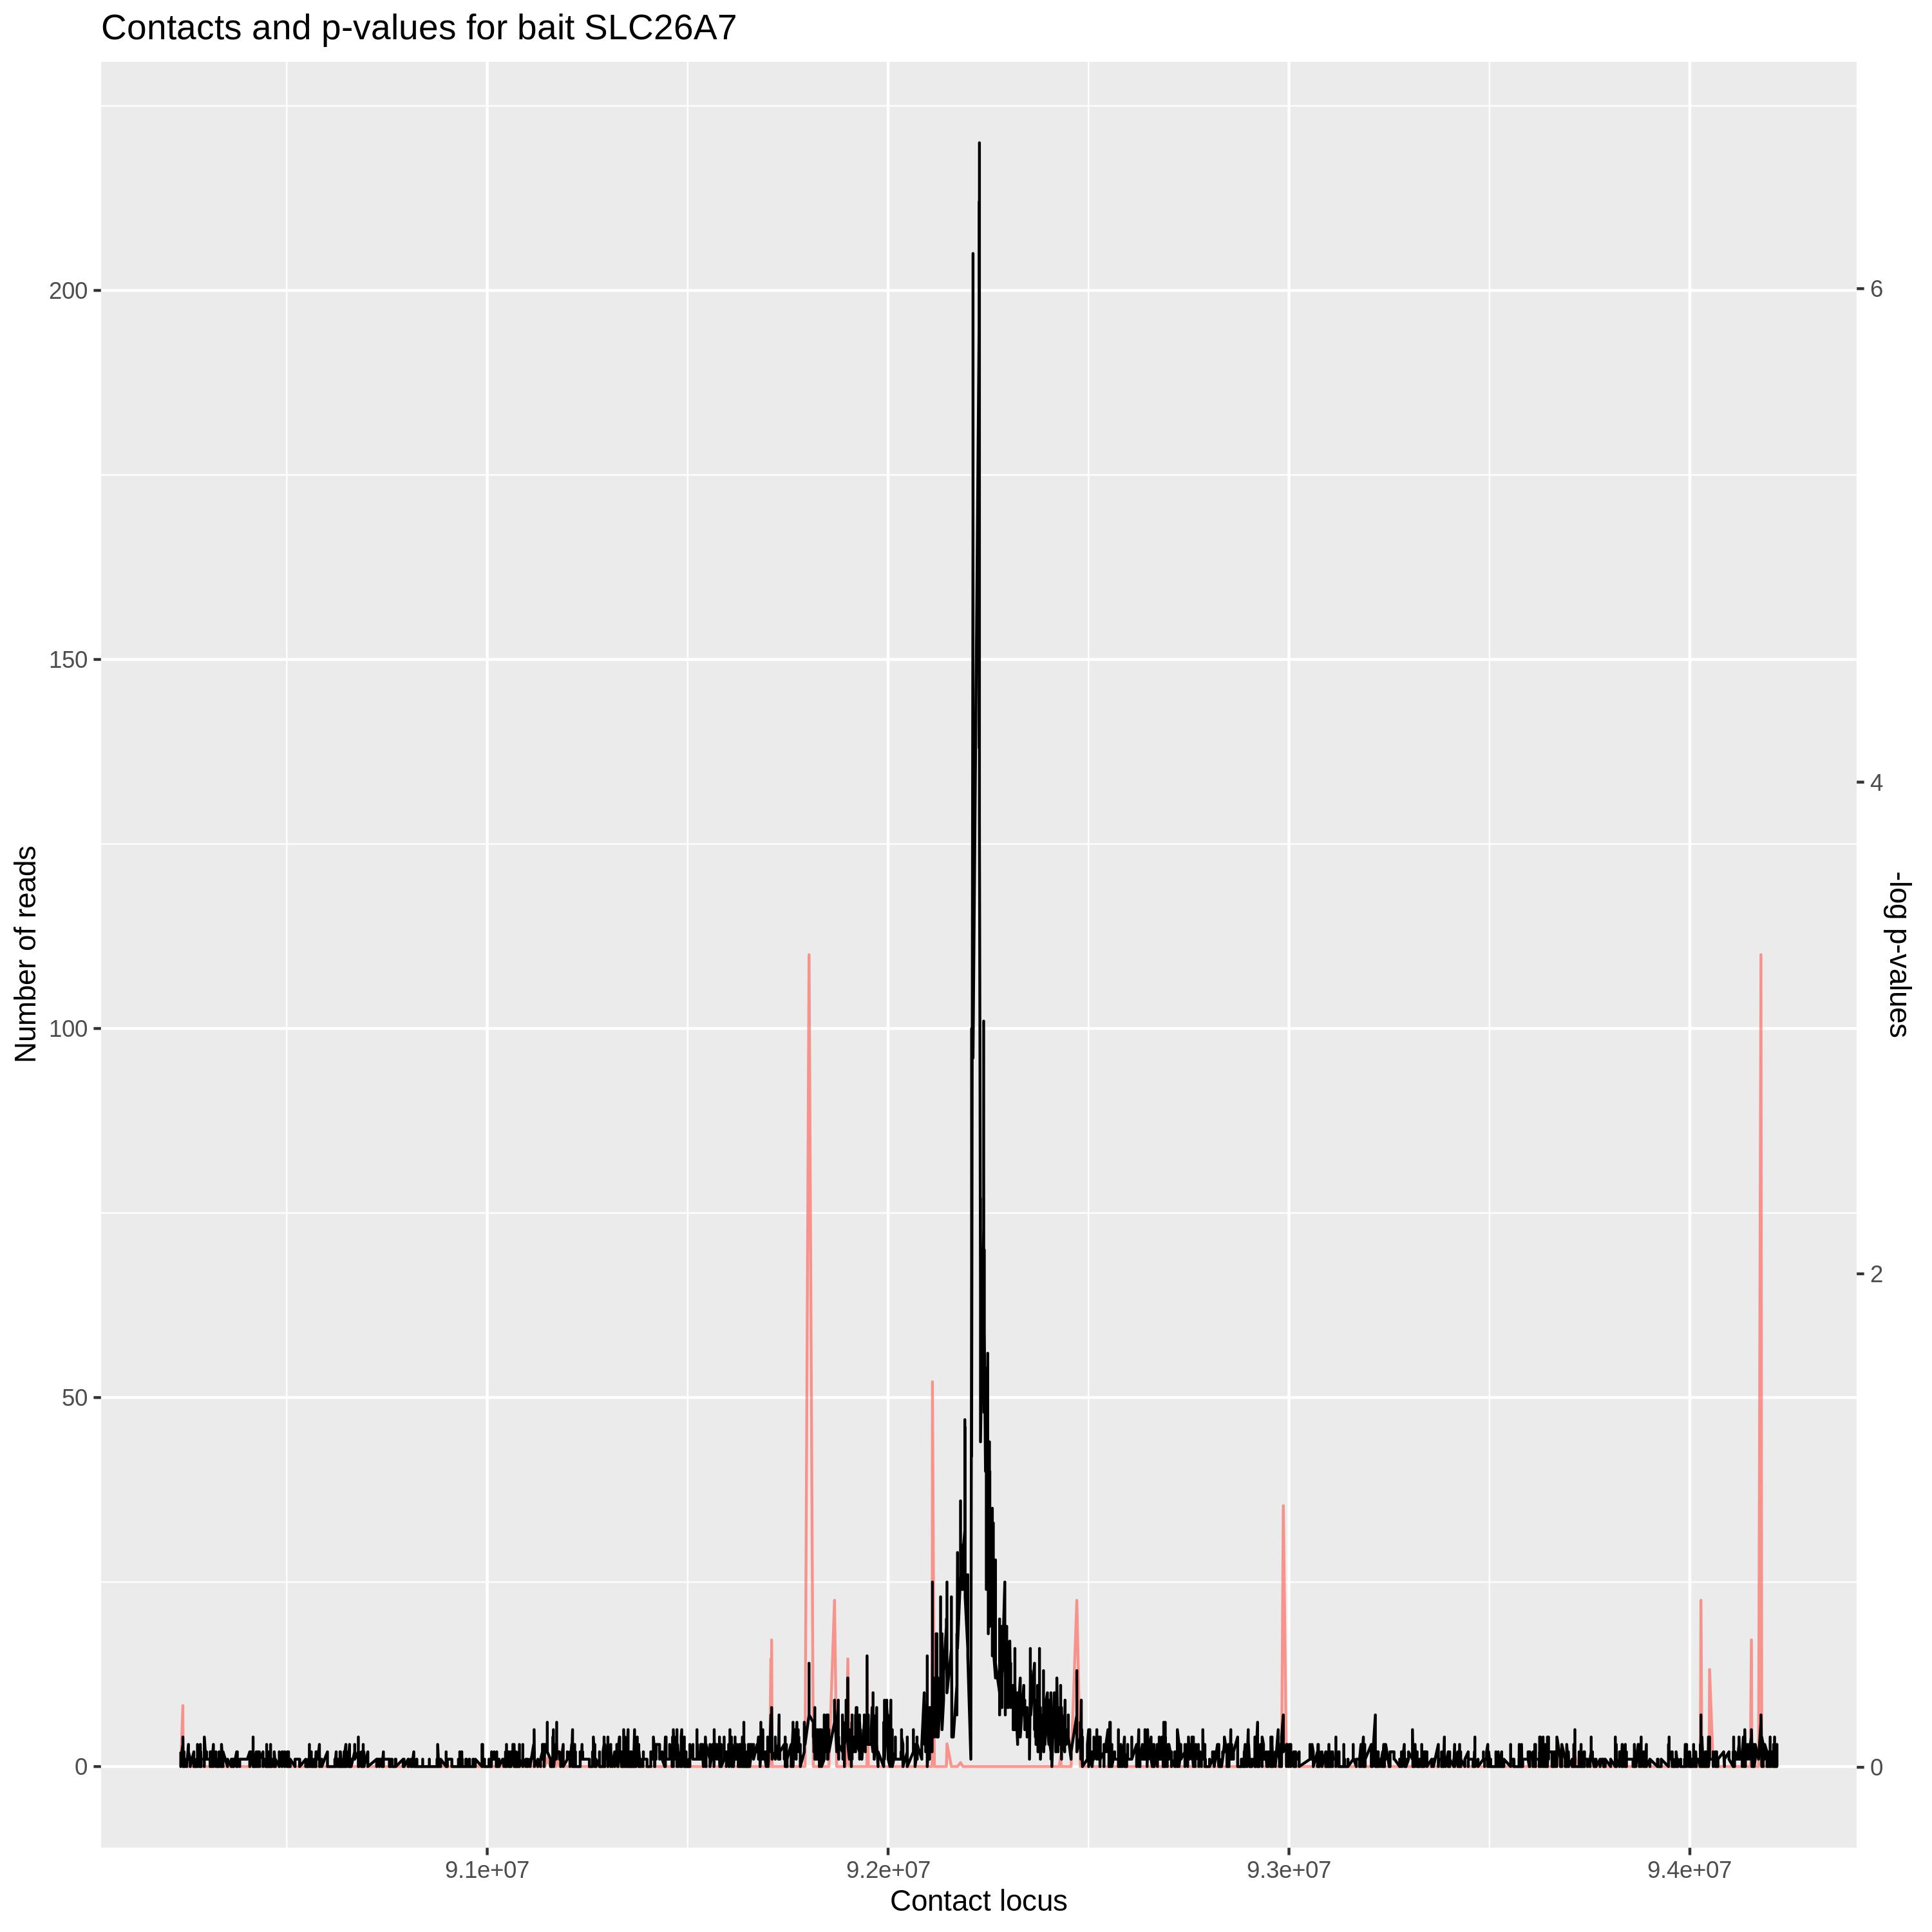 Contacts and p-values for bait SLC26A7
Number of reads
200
150
100
50
0
6
4
2
0
-log p-values
9.1e+07
9.2e+07
9.3e+07
9.4e+07
Contact locus